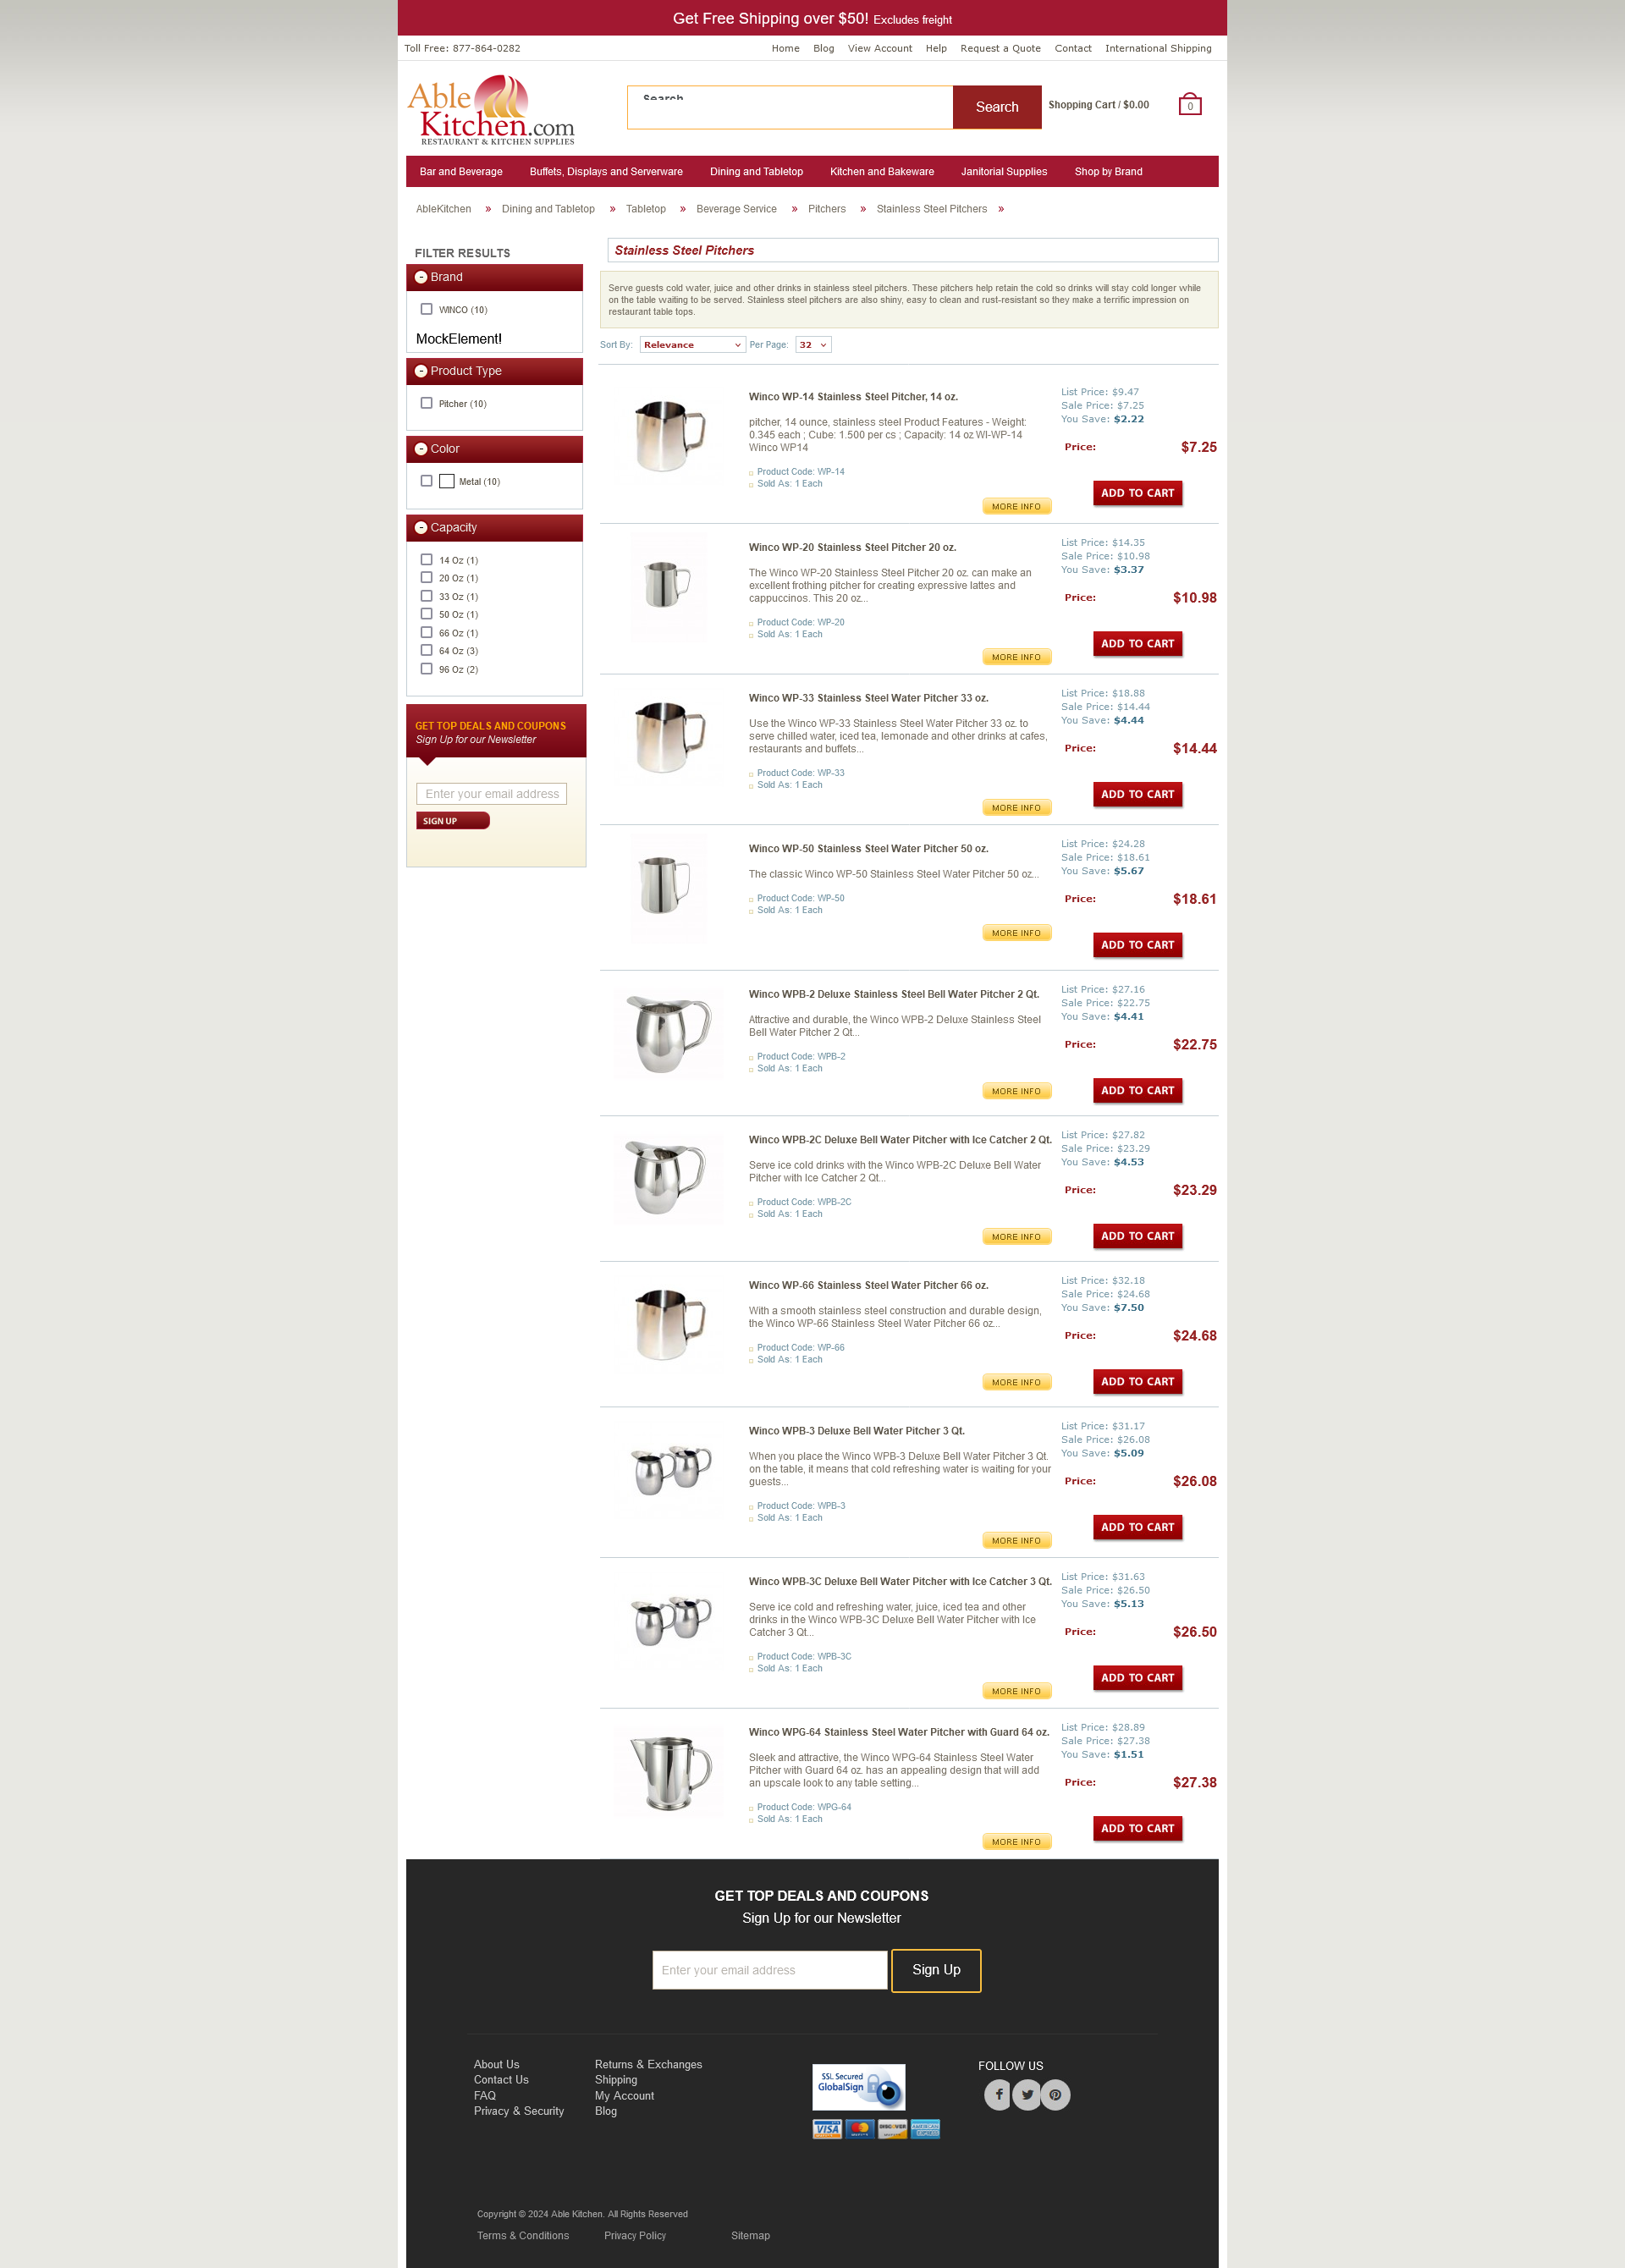 Get Free Shipping over $50! Excludes freight
Toll Free: 877-864-0282
Home Blog View Account Help Request a Quote Contact International Shipping
Able Kitchen.com
RESTAURANT & KITCHEN SUPPLIES
Search
Search
Shopping Cart / $0.00
0
Bar and Beverage Buffets, Displays and Serverware Dining and Tabletop Kitchen and Bakeware Janitorial Supplies Shop by Brand
AbleKitchen » Dining and Tabletop » Tabletop » Beverage Service » Pitchers » Stainless Steel Pitchers »
FILTER RESULTS
- Brand
WINCO (10)
MockElement!
- Product Type
Pitcher (10)
- Color
Metal (10)
- Capacity
14 Oz (1)
20 Oz (1)
33 Oz (1)
50 Oz (1)
66 Oz (1)
64 Oz (3)
96 Oz (2)
GET TOP DEALS AND COUPONS
Sign Up for our Newsletter
Enter your email address
SIGN UP
Stainless Steel Pitchers
Serve guests cold water, juice and other drinks in stainless steel pitchers. These pitchers help retain the cold so drinks will stay cold longer while
on the table waiting to be served. Stainless steel pitchers are also shiny, easy to clean and rust-resistant so they make a terrific impression on
restaurant table tops.
Sort By: Relevance Per Page: 32
Winco WP-14 Stainless Steel Pitcher, 14 oz.
pitcher, 14 ounce, stainless steel Product Features - Weight:
0.345 each ; Cube: 1.500 per cs ; Capacity: 14 oz WI-WP-14
Winco WP14
Product Code: WP-14
Sold As: 1 Each
MORE INFO
List Price: $9.47
Sale Price: $7.25
You Save: $2.22
Price: $7.25
ADD TO CART
Winco WP-20 Stainless Steel Pitcher 20 oz.
The Winco WP-20 Stainless Steel Pitcher 20 oz. can make an
excellent frothing pitcher for creating expressive lattes and
cappuccinos. This 20 oz...
Product Code: WP-20
Sold As: 1 Each
MORE INFO
List Price: $14.35
Sale Price: $10.98
You Save: $3.37
Price: $10.98
ADD TO CART
Winco WP-33 Stainless Steel Water Pitcher 33 oz.
Use the Winco WP-33 Stainless Steel Water Pitcher 33 oz. to
serve chilled water, iced tea, lemonade and other drinks at cafes,
restaurants and buffets...
Product Code: WP-33
Sold As: 1 Each
MORE INFO
List Price: $18.88
Sale Price: $14.44
You Save: $4.44
Price: $14.44
ADD TO CART
Winco WP-50 Stainless Steel Water Pitcher 50 oz.
The classic Winco WP-50 Stainless Steel Water Pitcher 50 oz...
Product Code: WP-50
Sold As: 1 Each
MORE INFO
List Price: $24.28
Sale Price: $18.61
You Save: $5.67
Price: $18.61
ADD TO CART
Winco WPB-2 Deluxe Stainless Steel Bell Water Pitcher 2 Qt.
Attractive and durable, the Winco WPB-2 Deluxe Stainless Steel
Bell Water Pitcher 2 Qt...
Product Code: WPB-2
Sold As: 1 Each
MORE INFO
List Price: $27.16
Sale Price: $22.75
You Save: $4.41
Price: $22.75
ADD TO CART
Winco WPB-2C Deluxe Bell Water Pitcher with Ice Catcher 2 Qt.
Serve ice cold drinks with the Winco WPB-2C Deluxe Bell Water
Pitcher with Ice Catcher 2 Qt...
Product Code: WPB-2C
Sold As: 1 Each
MORE INFO
List Price: $27.82
Sale Price: $23.29
You Save: $4.53
Price: $23.29
ADD TO CART
Winco WP-66 Stainless Steel Water Pitcher 66 oz.
With a smooth stainless steel construction and durable design,
the Winco WP-66 Stainless Steel Water Pitcher 66 oz...
Product Code: WP-66
Sold As: 1 Each
MORE INFO
List Price: $32.18
Sale Price: $24.68
You Save: $7.50
Price: $24.68
ADD TO CART
Winco WPB-3 Deluxe Bell Water Pitcher 3 Qt.
When you place the Winco WPB-3 Deluxe Bell Water Pitcher 3 Qt.
on the table, it means that cold refreshing water is waiting for your
guests...
Product Code: WPB-3
Sold As: 1 Each
MORE INFO
List Price: $31.17
Sale Price: $26.08
You Save: $5.09
Price: $26.08
ADD TO CART
Winco WPB-3C Deluxe Bell Water Pitcher with Ice Catcher 3 Qt.
Serve ice cold and refreshing water, juice, iced tea and other
drinks in the Winco WPB-3C Deluxe Bell Water Pitcher with Ice
Catcher 3 Qt...
Product Code: WPB-3C
Sold As: 1 Each
MORE INFO
List Price: $31.63
Sale Price: $26.50
You Save: $5.13
Price: $26.50
ADD TO CART
Winco WPG-64 Stainless Steel Water Pitcher with Guard 64 oz.
Sleek and attractive, the Winco WPG-64 Stainless Steel Water
Pitcher with Guard 64 oz. has an appealing design that will add
an upscale look to any table setting...
Product Code: WPG-64
Sold As: 1 Each
MORE INFO
List Price: $28.89
Sale Price: $27.38
You Save: $1.51
Price: $27.38
ADD TO CART
GET TOP DEALS AND COUPONS
Sign Up for our Newsletter
Enter your email address
Sign Up
About Us
Contact Us
FAQ
Privacy & Security
Returns & Exchanges
Shipping
My Account
Blog
SSL Secured
GlobalSign
VISA DISCOVER AMERICAN EXPRESS
FOLLOW US
Copyright © 2024 Able Kitchen. All Rights Reserved
Terms & Conditions Privacy Policy Sitemap